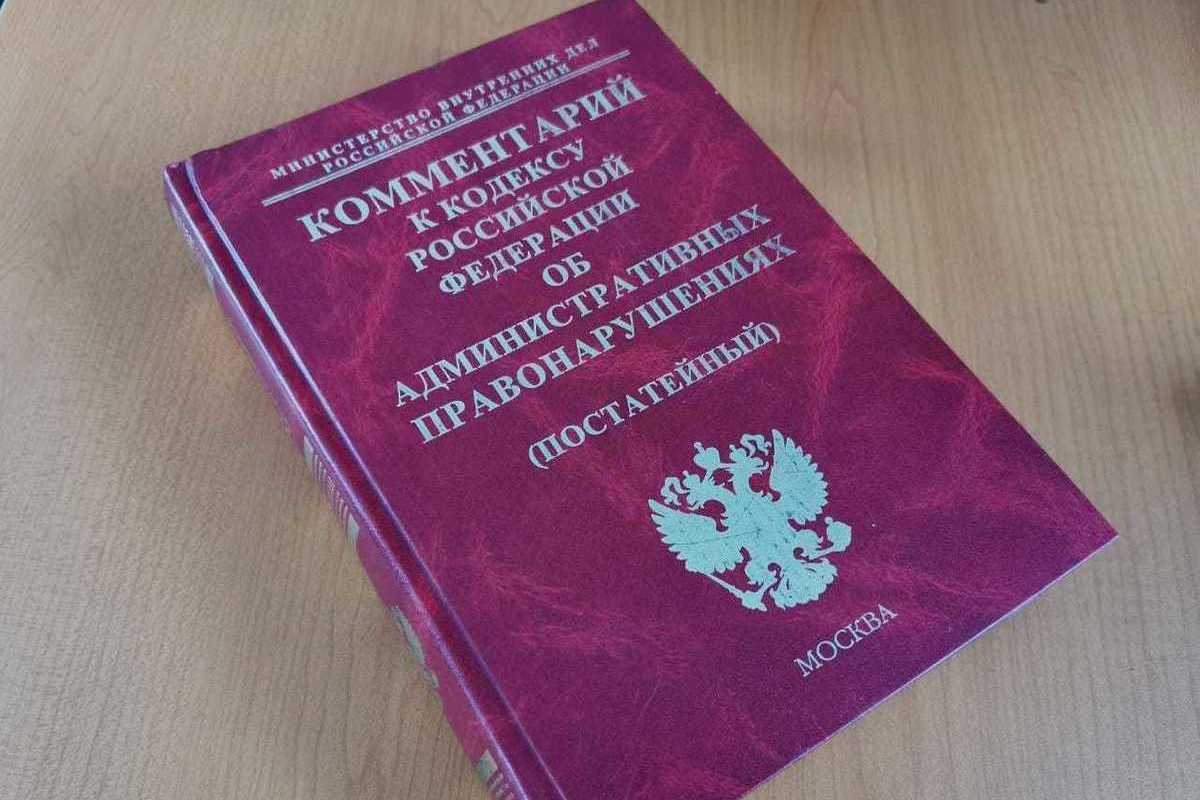 МИНИСТЕРСТВО ВНУТРЕННИХ ДЕЛ
РОССИЙСКОЙ ФЕДЕРАЦИИ
КОММЕНТАРИЙ
К КОДЕКСУ
РОССИЙСКОЙ
ФЕДЕРАЦИИ
ОБ
АДМИНИСТРАТИВНЫХ
ПРАВОНАРУШЕНИЯХ
(ПОСТАТЕЙНЫЙ)
МОСКВА